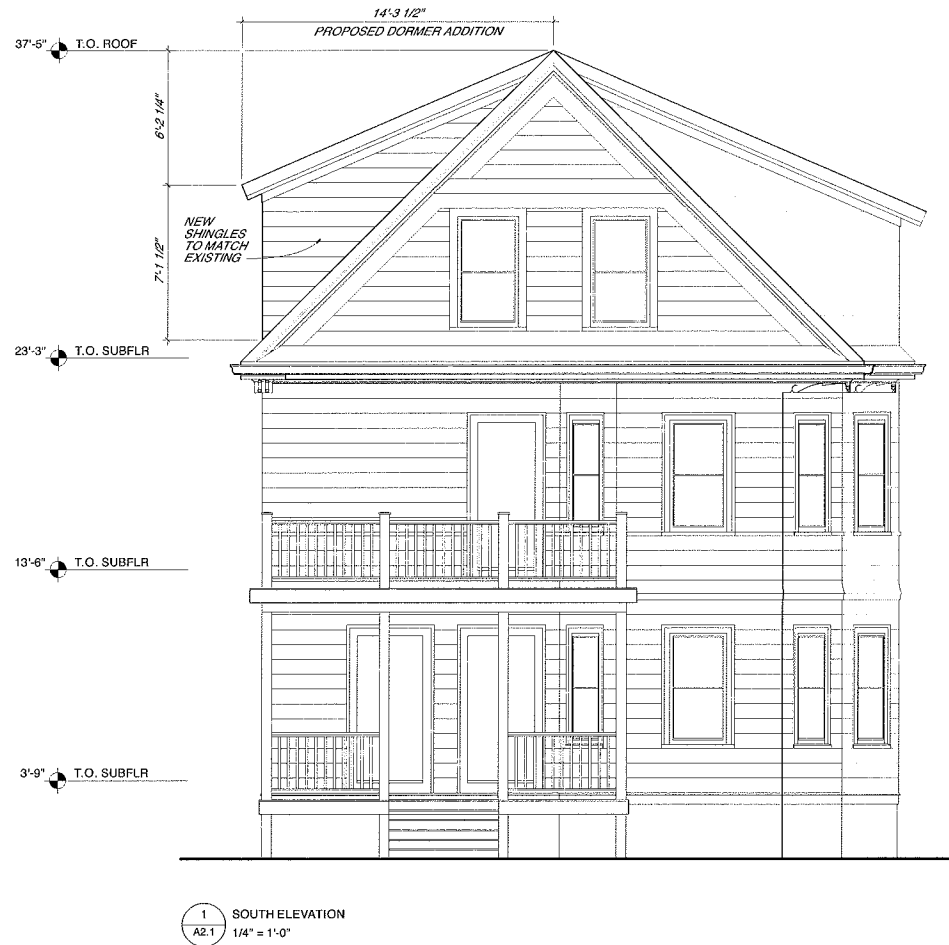 14'-3 1/2"
PROPOSED DORMER ADDITION
37'-5" T.O. ROOF
6'-2 1/4"
NEW
SHINGLES
TO MATCH
EXISTING
7'-1 1/2"
23'-3" T.O. SUBFLR
13'-6" T.O. SUBFLR
3'-9" T.O. SUBFLR
1
A2.1
SOUTH ELEVATION
1/4" = 1'-0"